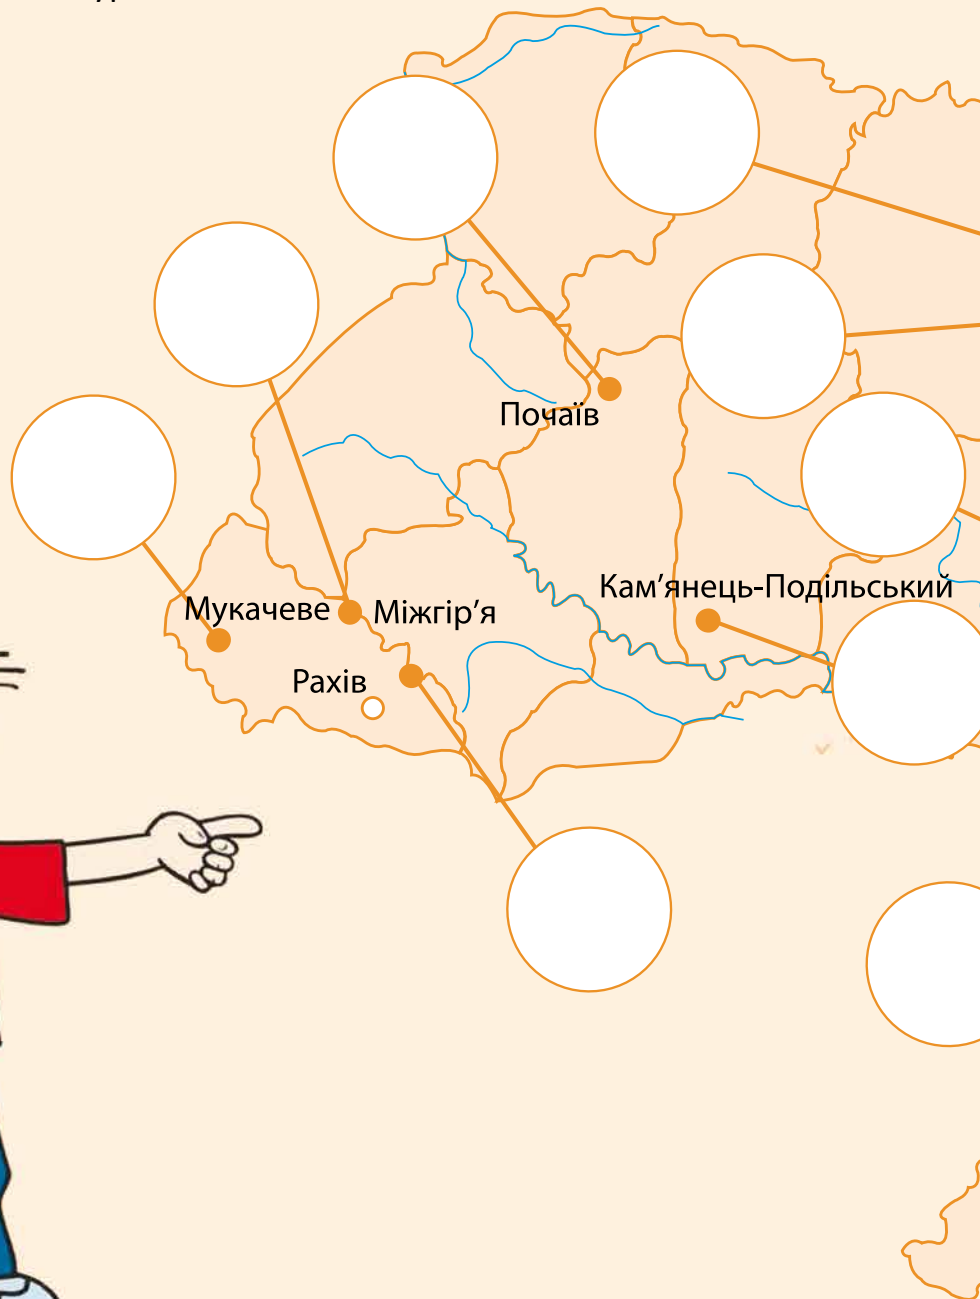 Почаїв
Кам’янець-Подільський
Мукачеве
Міжгір’я
Рахів